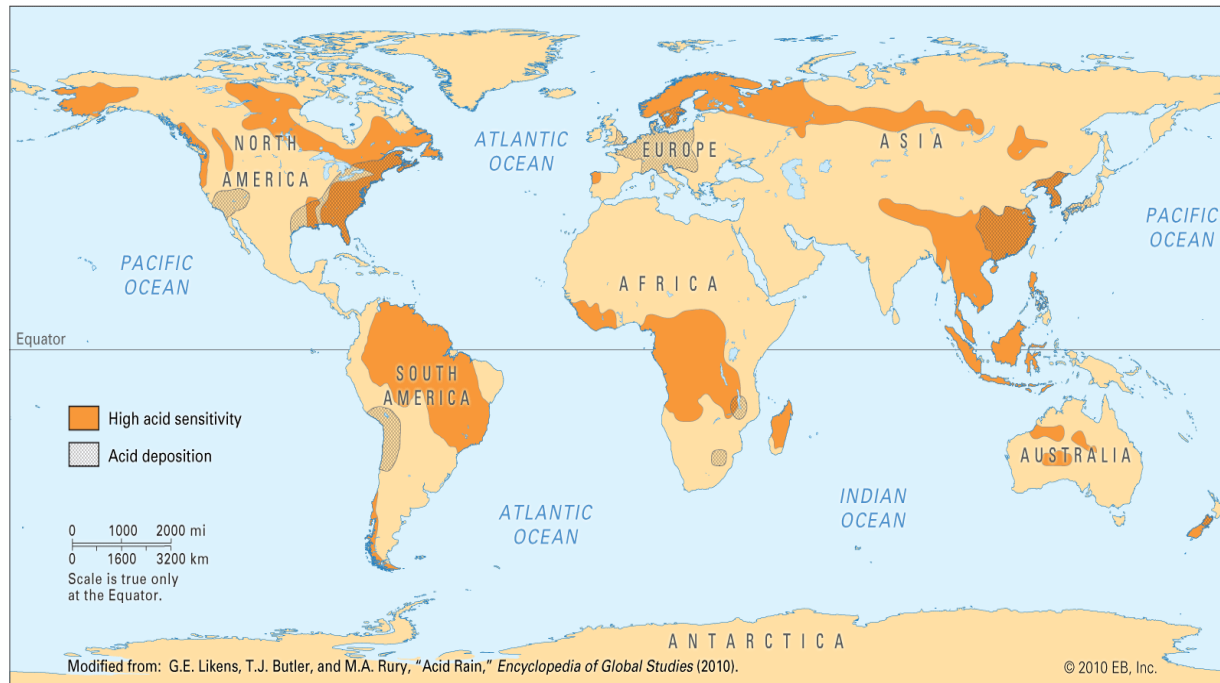 ATLANTIC
OCEAN
NORTH
AMERICA
EUROPE
ASIA
PACIFIC
OCEAN
PACIFIC
OCEAN
AFRICA
Equator
SOUTH
AMERICA
High acid sensitivity
Acid deposition
AUSTRALIA
INDIAN
OCEAN
ATLANTIC
OCEAN
0 1000 2000 mi
0 1600 3200 km
Scale is true only
at the Equator.
ANTARCTICA
Modified from: G.E. Likens, T.J. Butler, and M.A. Rury, “Acid Rain,” Encyclopedia of Global Studies (2010).
© 2010 EB, Inc.